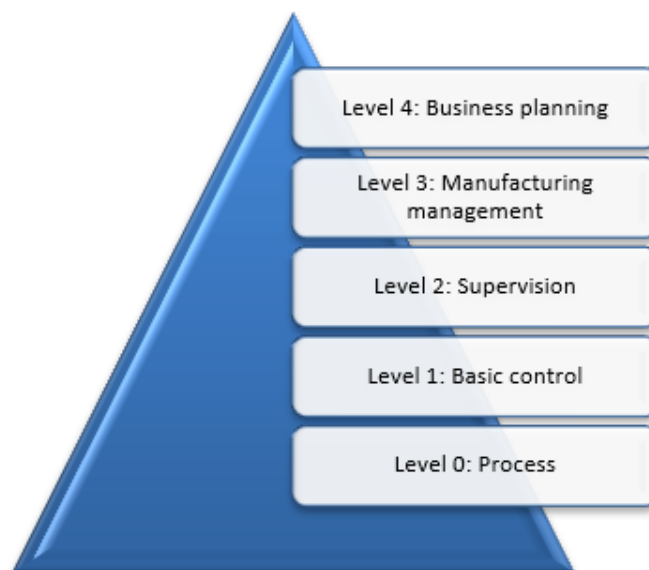 Level 4: Business planning
Level 3: Manufacturing
management
Level 2: Supervision
Level 1: Basic control
Level 0: Process